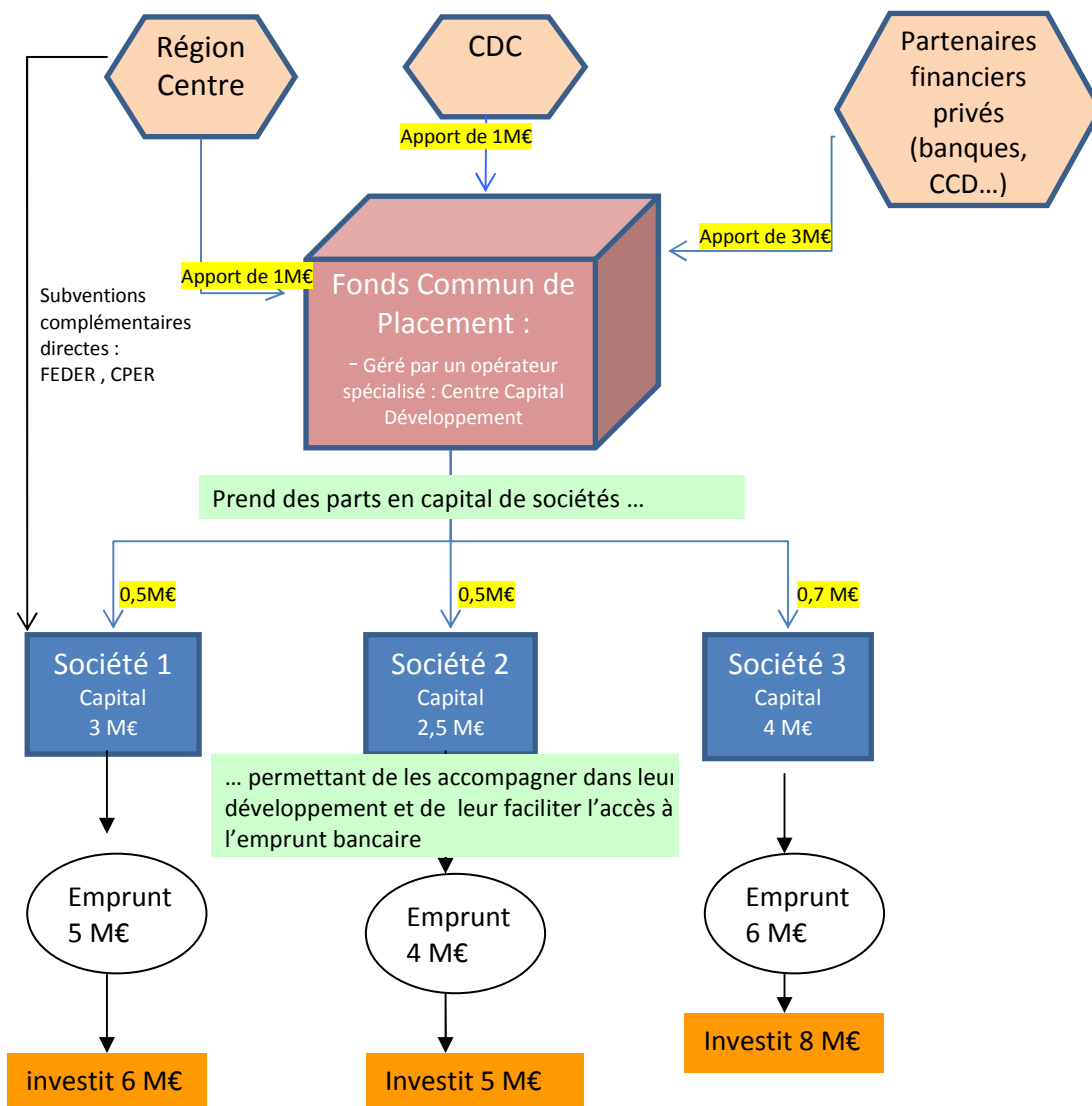 Région
Centre
CDC
Partenaires
financiers
privés
(banques,
CCD...)
Apport de 1M€
Apport de 3M€
Apport de 1M€
Subventions
complémentaires
directes :
FEDER , CPER
Fonds Commun de
Placement :
- Géré par un opérateur
spécialisé : Centre Capital
Développement
Prend des parts en capital de sociétés ...
0,5M€
0,5M€
0,7 M€
Société 1
Capital
3 M€
Société 2
Capital
2,5 M€
Société 3
Capital
4 M€
... permettant de les accompagner dans leur
développement et de leur faciliter l’accès à
l’emprunt bancaire
Emprunt
5 M€
Emprunt
4 M€
Emprunt
6 M€
investit 6 M€
Investit 5 M€
Investit 8 M€